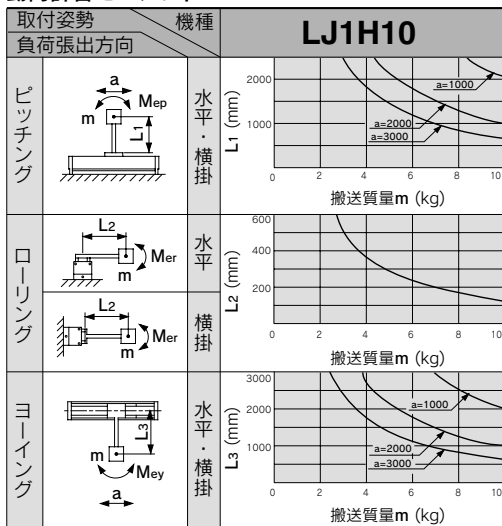 取付姿勢 機種
負荷張出方向
LJ1H10
ピッチング
a
Mep
m
L1
水平・横掛
L1 (mm)
2000
1000
a=1000
a=2000
a=3000
0 2 4 6 8 10
搬送質量m (kg)
ローリング
L2
Mer
m
水平
L2
Mer
m
横掛
L2 (mm)
600
400
200
0 2 4 6 8 10
搬送質量m (kg)
ヨーイング
L3
m
Mey
a
水平・横掛
L3 (mm)
3000
2000
1000
a=1000
a=2000
a=3000
0 2 4 6 8 10
搬送質量m (kg)